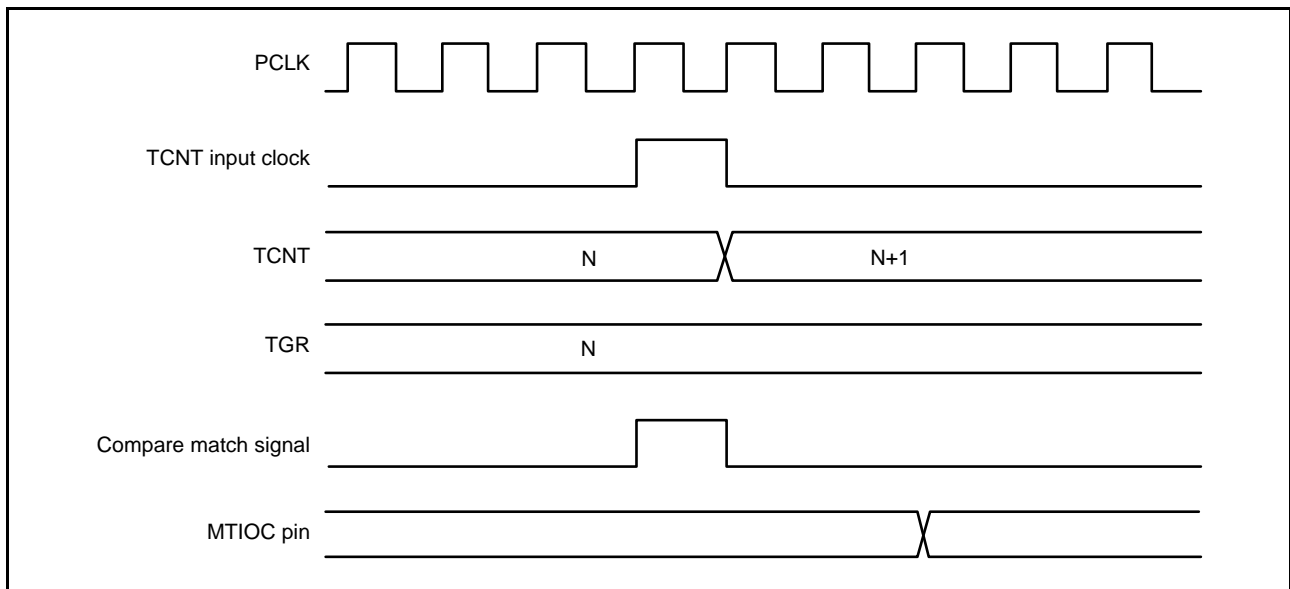 PCLK
TCNT input clock
TCNT
N
N+1
TGR
N
Compare match signal
MTIOC pin